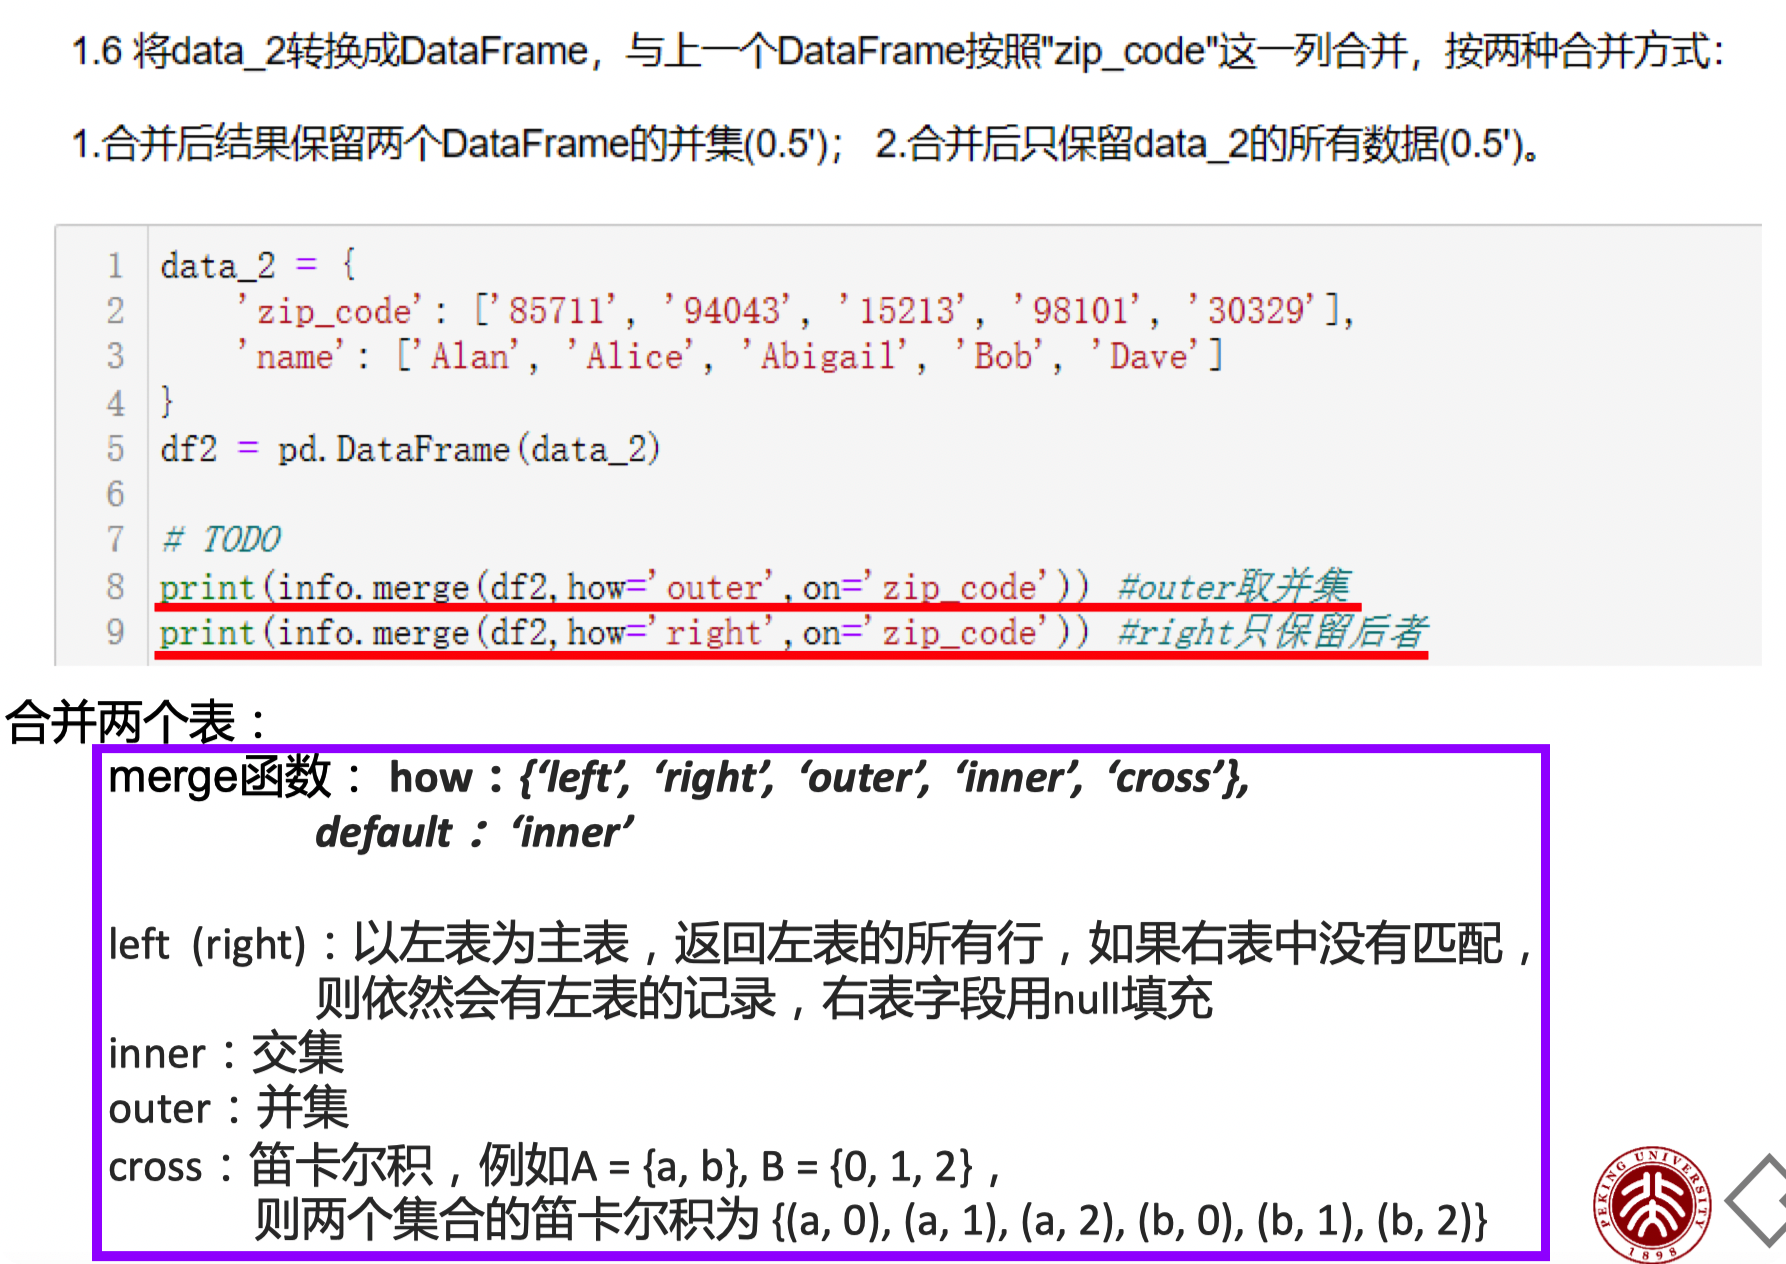 1.6 将data_2转换成DataFrame，与上一个DataFrame按照"zip_code"这一列合并，按两种合并方式：
1.合并后结果保留两个DataFrame的并集(0.5')； 2.合并后只保留data_2的所有数据(0.5')。
1 data_2 = {
2 'zip_code': ['85711', '94043', '15213', '98101', '30329'],
3 'name': ['Alan', 'Alice', 'Abigail', 'Bob', 'Dave']
4 }
5 df2 = pd.DataFrame(data_2)
6
7 # TODO
8 print(info.merge(df2,how='outer',on='zip_code')) #outer取并集
9 print(info.merge(df2,how='right',on='zip_code')) #right只保留后者
合并两个表：
merge函数： how：{‘left’, ‘right’, ‘outer’, ‘inner’, ‘cross’},
default：‘inner’
left (right)：以左表为主表，返回左表的所有行，如果右表中没有匹配，
则依然会有左表的记录，右表字段用null填充
inner：交集
outer：并集
cross：笛卡尔积，例如A = {a, b}, B = {0, 1, 2}，
则两个集合的笛卡尔积为 {(a, 0), (a, 1), (a, 2), (b, 0), (b, 1), (b, 2)}
PEKING UNIVERSITY
1898